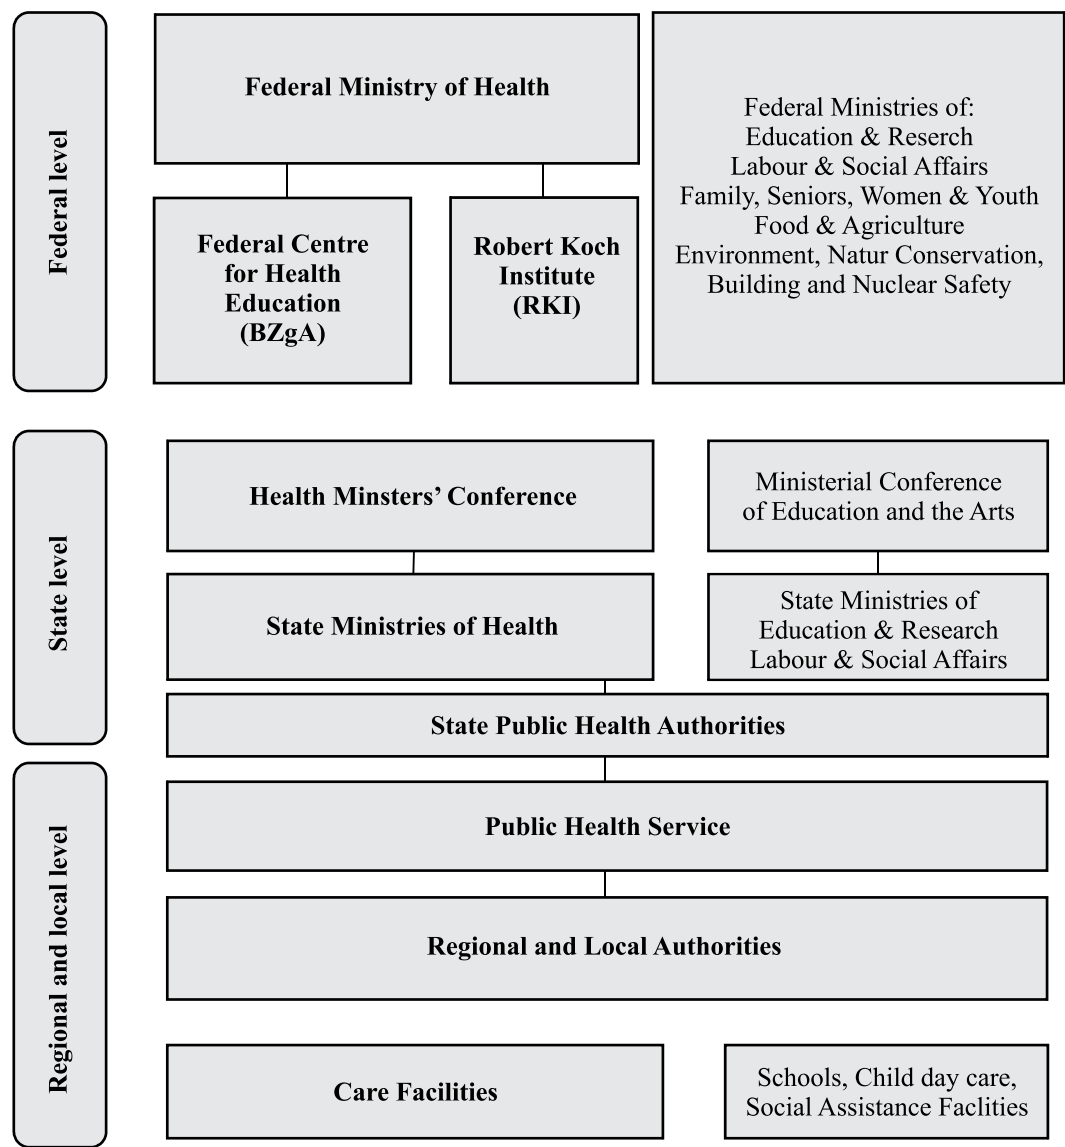 Federal level
Federal Ministry of Health
Federal Centre
for Health
Education
(BZgA)
Robert Koch
Institute
(RKI)
Federal Ministries of:
Education & Reserch
Labour & Social Affairs
Family, Seniors, Women & Youth
Food & Agriculture
Environment, Natur Conservation,
Building and Nuclear Safety
State level
Health Minsters’ Conference
Ministerial Conference
of Education and the Arts
State Ministries of Health
State Ministries of
Education & Research
Labour & Social Affairs
State Public Health Authorities
Regional and local level
Public Health Service
Regional and Local Authorities
Care Facilities
Schools, Child day care,
Social Assistance Faclities